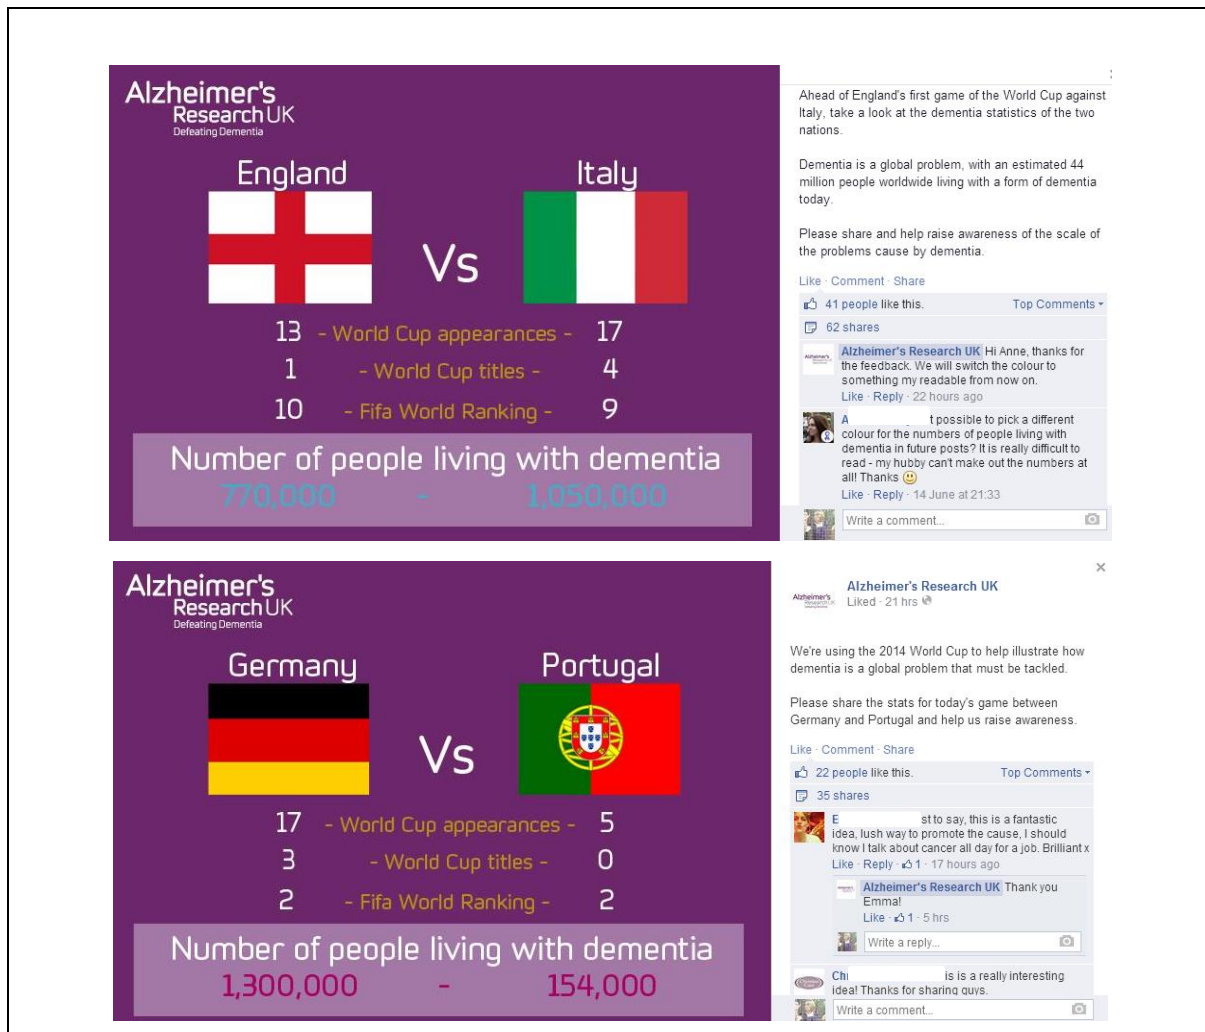 Alzheimer's
Research UK
Defeating Dementia
England Italy
Vs
13 - World Cup appearances - 17
1 - World Cup titles - 4
10 - Fifa World Ranking - 9
Number of people living with dementia
770,000 - 1,050,000
Ahead of England's first game of the World Cup against
Italy, take a look at the dementia statistics of the two
nations.
Dementia is a global problem, with an estimated 44
million people worldwide living with a form of dementia
today.
Please share and help raise awareness of the scale of
the problems cause by dementia.
Like · Comment · Share
41 people like this. Top Comments
62 shares
Alzheimer's Research UK Hi Anne, thanks for
the feedback. We will switch the colour to
something my readable from now on.
Like · Reply · 22 hours ago
A t possible to pick a different
colour for the numbers of people living with
dementia in future posts? It is really difficult to
read - my hubby can't make out the numbers at
all! Thanks
Like · Reply · 14 June at 21:33
Write a comment...
Alzheimer's
Research UK
Defeating Dementia
Germany Portugal
Vs
17 - World Cup appearances - 5
3 - World Cup titles - 0
2 - Fifa World Ranking - 2
Number of people living with dementia
1,300,000 - 154,000
Alzheimer's Research UK
Liked · 21 hrs
We're using the 2014 World Cup to help illustrate how
dementia is a global problem that must be tackled.
Please share the stats for today's game between
Germany and Portugal and help us raise awareness.
Like · Comment · Share
22 people like this. Top Comments
35 shares
E st to say, this is a fantastic
idea, lush way to promote the cause, I should
know I talk about cancer all day for a job. Brilliant x
Like · Reply · 1 · 17 hours ago
Alzheimer's Research UK Thank you
Emma!
Like · 1 · 5 hrs
Write a reply...
Ch is is a really interesting
idea! Thanks for sharing guys.
Write a comment...